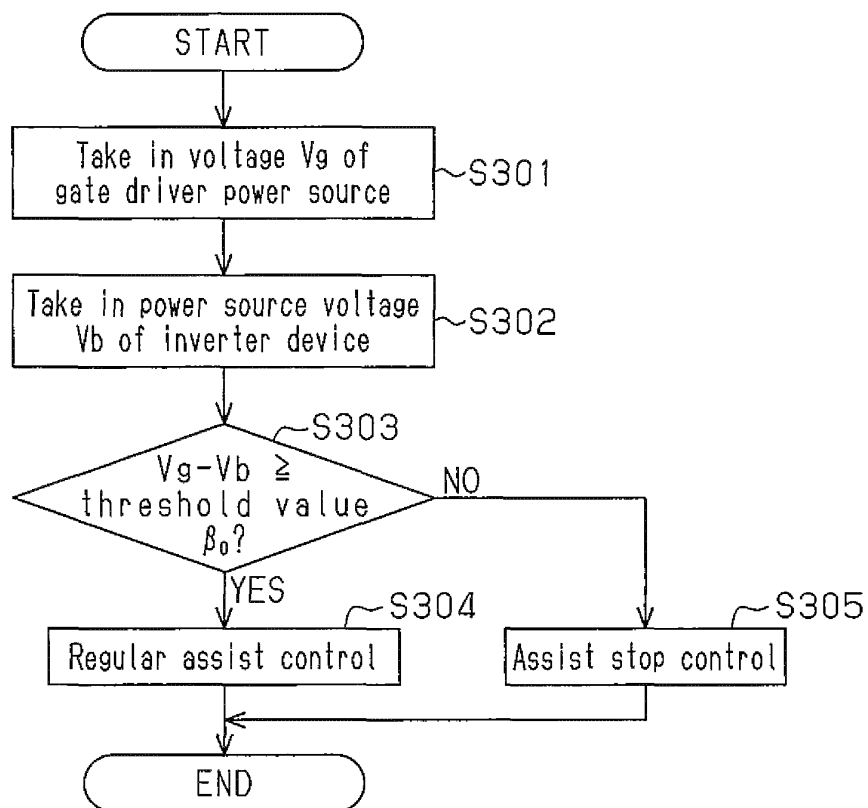 START
Take in voltage Vg of
gate driver power source
S301
Take in power source voltage
Vb of inverter device
S302
S303
Vg-Vb ≧
threshold value
β₀?
NO
YES
S304
Regular assist control
S305
Assist stop control
END